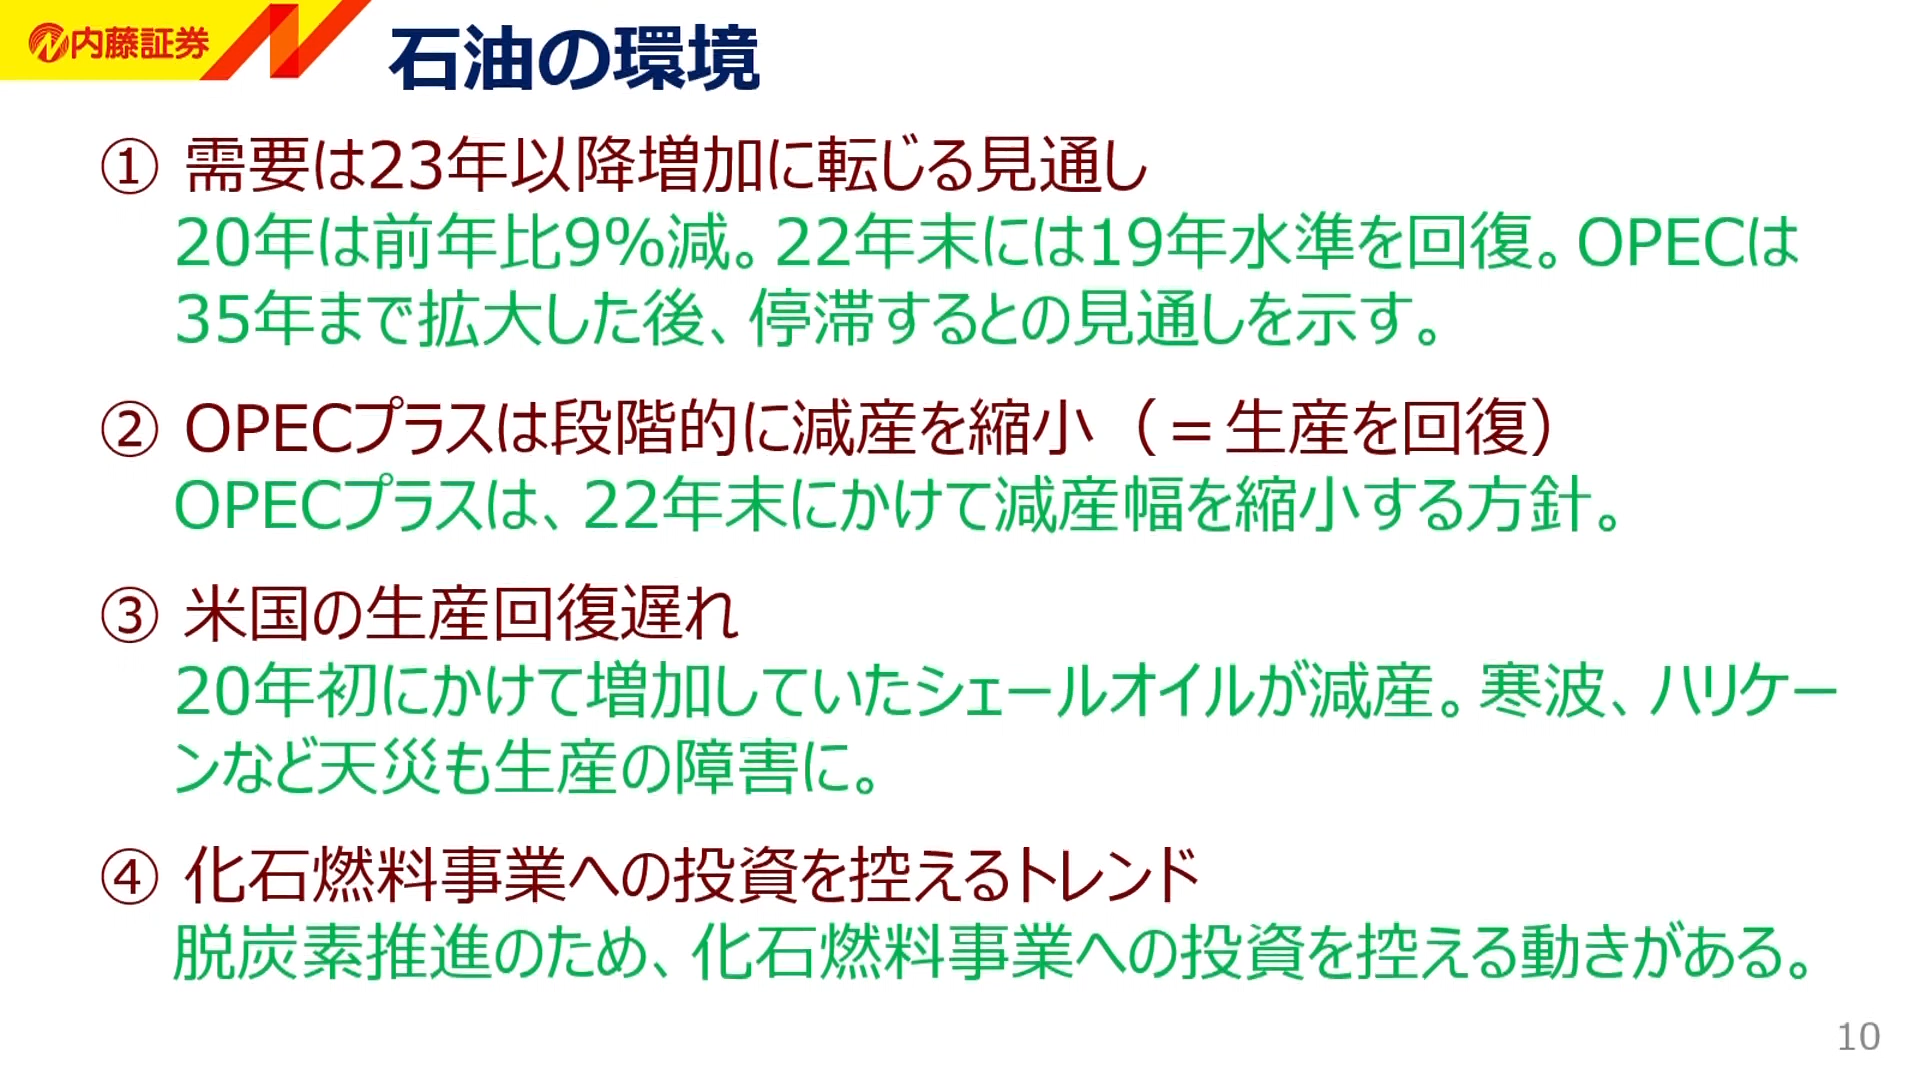 内藤証券
石油の環境
① 需要は23年以降増加に転じる見通し
20年は前年比9%減。22年末には19年水準を回復。OPECは
35年まで拡大した後、停滞するとの見通しを示す。
② OPECプラスは段階的に減産を縮小（＝生産を回復）
OPECプラスは、22年末にかけて減産幅を縮小する方針。
③ 米国の生産回復遅れ
20年初にかけて増加していたシェールオイルが減産。寒波、ハリケー
ンなど天災も生産の障害に。
④ 化石燃料事業への投資を控えるトレンド
脱炭素推進のため、化石燃料事業への投資を控える動きがある。
10